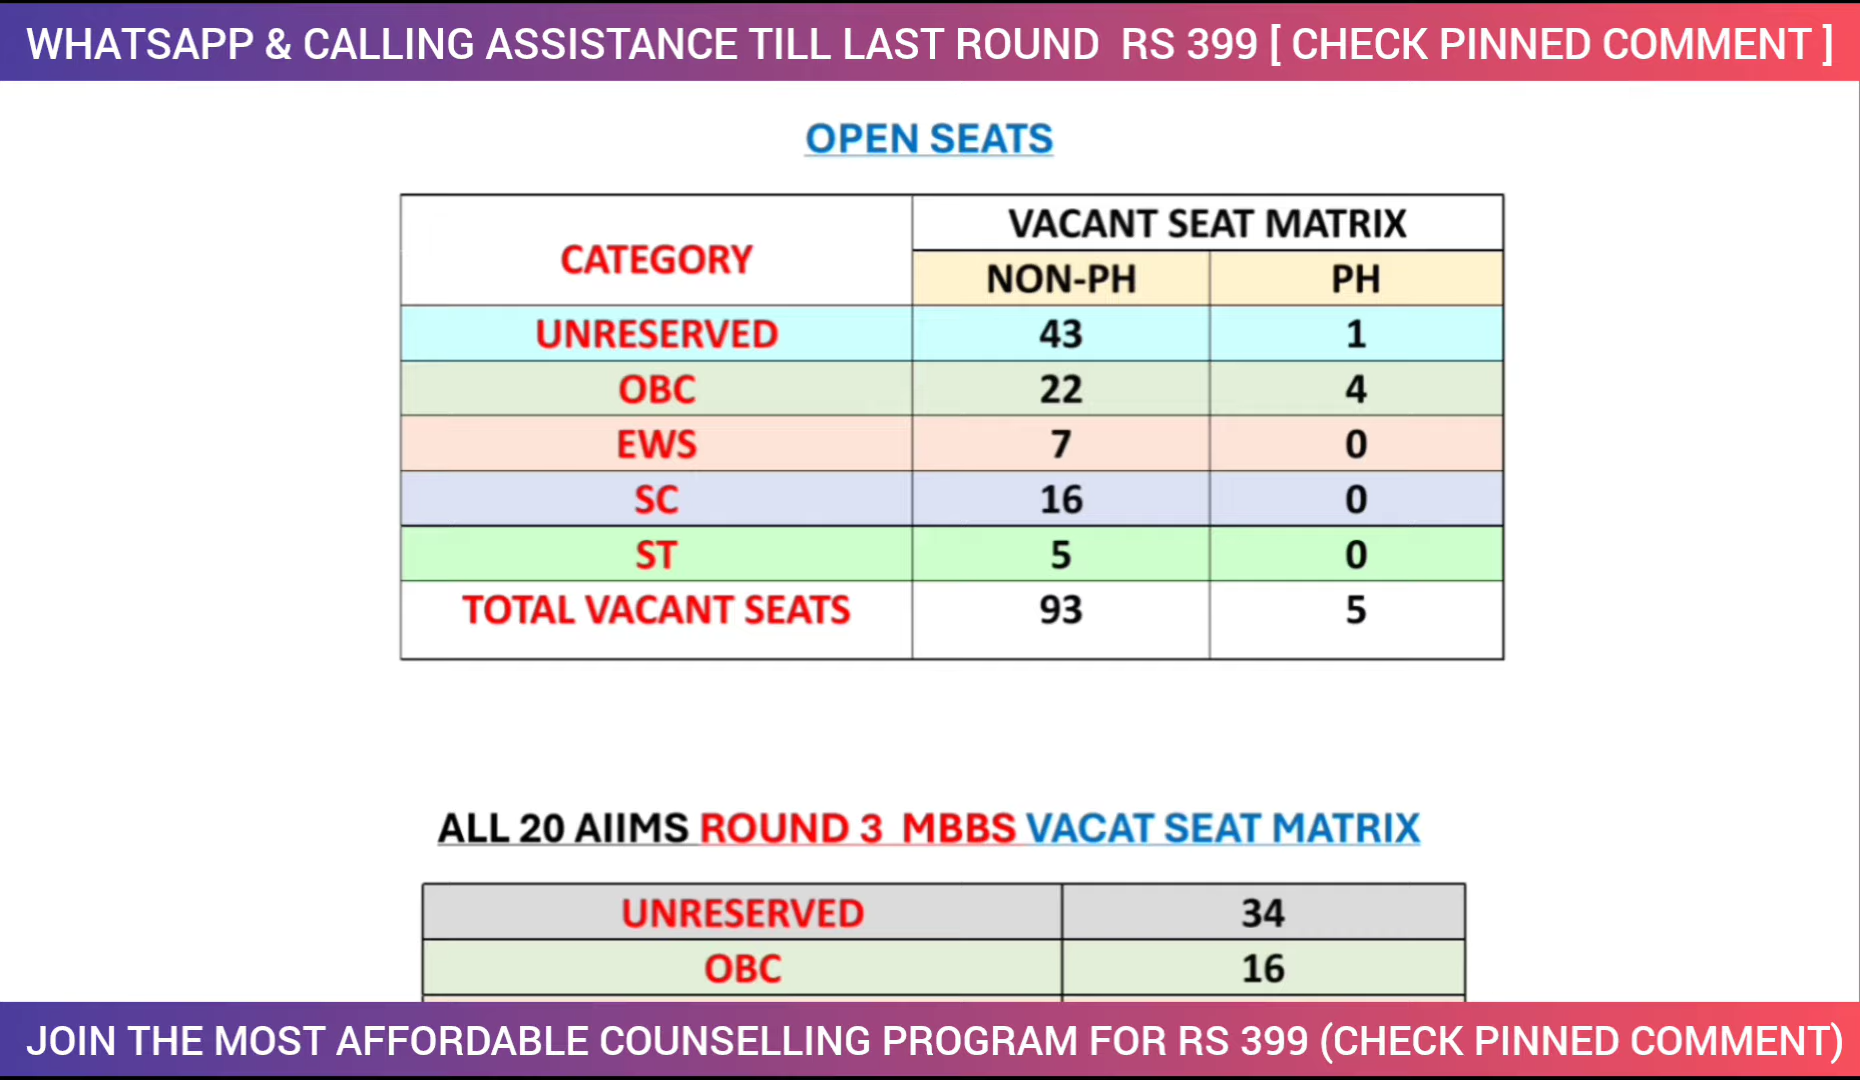 WHATSAPP & CALLING ASSISTANCE TILL LAST ROUND RS 399 [ CHECK PINNED COMMENT ]
OPEN SEATS
CATEGORY VACANT SEAT MATRIX
NON-PH PH
UNRESERVED 43 1
OBC 22 4
EWS 7 0
SC 16 0
ST 5 0
TOTAL VACANT SEATS 93 5
ALL 20 AIIMS ROUND 3 MBBS VACAT SEAT MATRIX
UNRESERVED 34
OBC 16
JOIN THE MOST AFFORDABLE COUNSELLING PROGRAM FOR RS 399 (CHECK PINNED COMMENT)